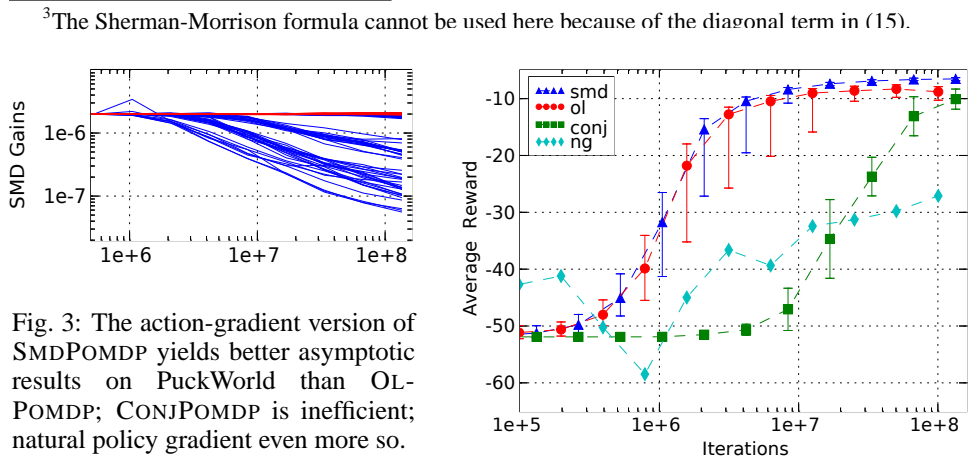 ³The Sherman-Morrison formula cannot be used here because of the diagonal term in (15).
SMD Gains
1e-6
1e-7
1e+6
1e+7
1e+8
Fig. 3: The action-gradient version of
SMDPOMDP yields better asymptotic
results on PuckWorld than OL-
POMDP; CONJPOMDP is inefficient;
natural policy gradient even more so.
Average Reward
-10
-20
-30
-40
-50
-60
smd
ol
conj
ng
1e+5
1e+6
1e+7
1e+8
Iterations